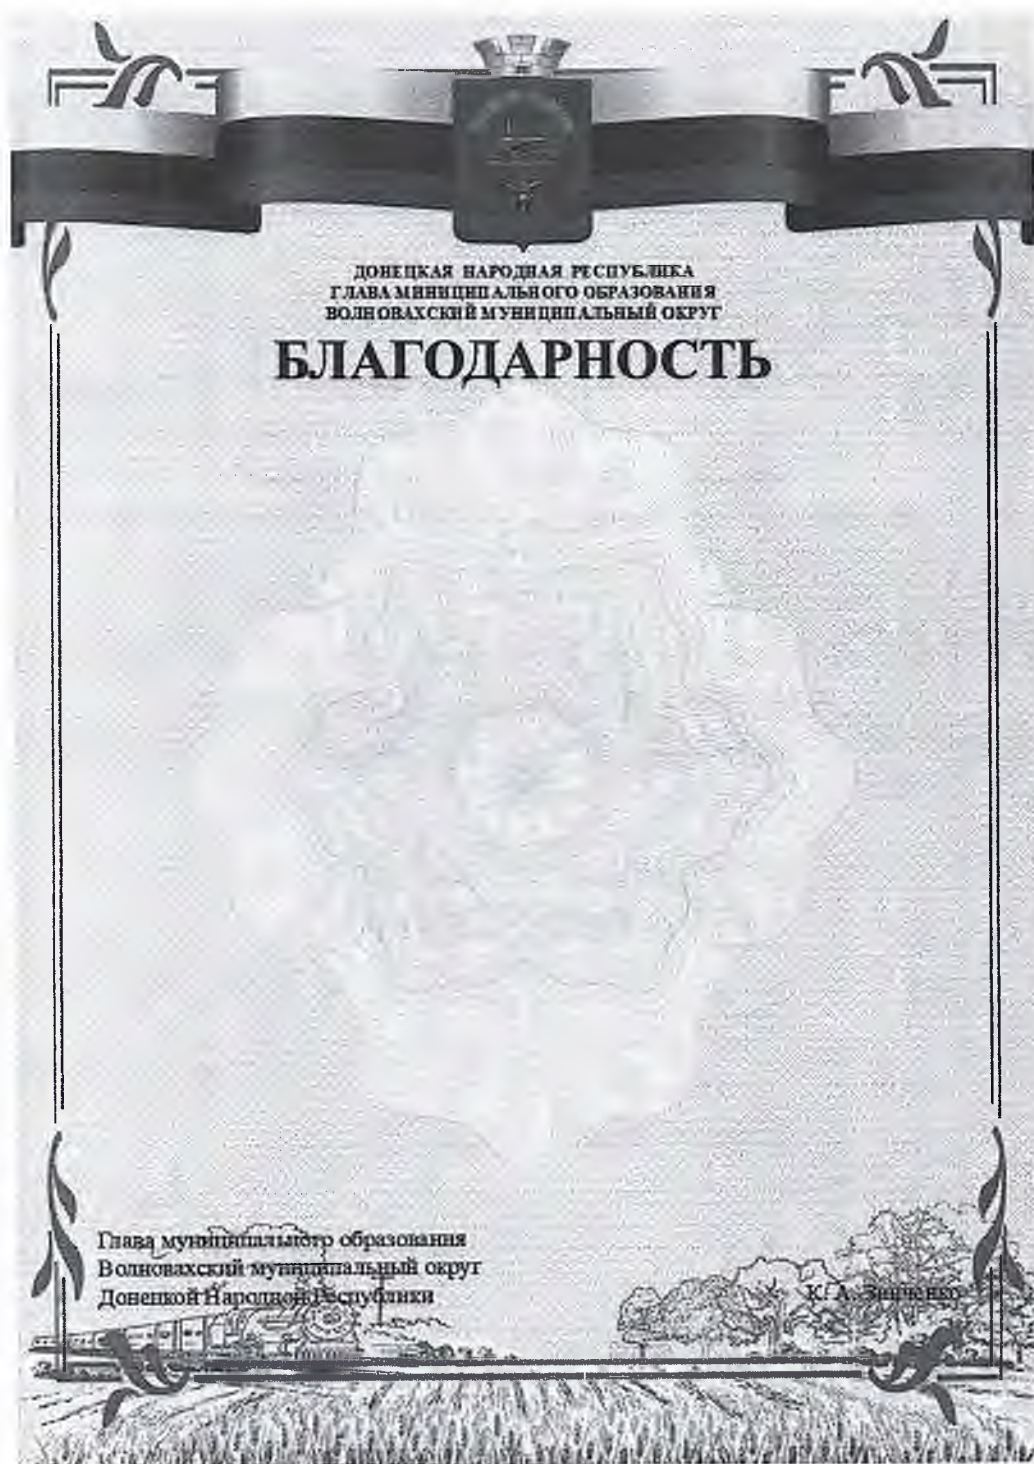 ДОНЕЦКАЯ НАРОДНАЯ РЕСПУБЛИКА
ГЛАВА МУНИЦИПАЛЬНОГО ОБРАЗОВАНИЯ
ВОЛНОВАХСКИЙ МУНИЦИПАЛЬНЫЙ ОКРУГ
БЛАГОДАРНОСТЬ
Глава муниципального образования
Волновахский муниципальный округ
Донецкой Народной Республики
К. А. Зинченко